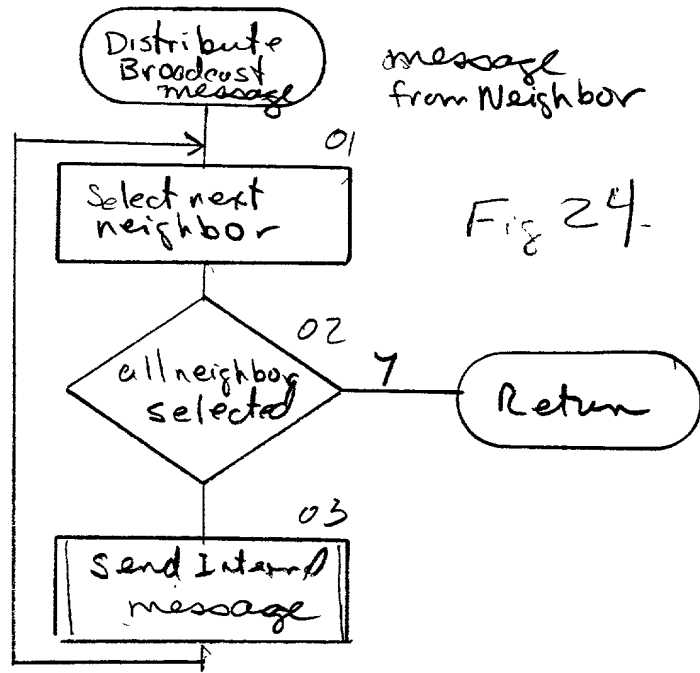 Distribute
Broadcast
message
message
from Neighbor
01
Select next
neighbor
Fig 24.
02
all neighbor
selected
Y
Return
03
Send Internal
message